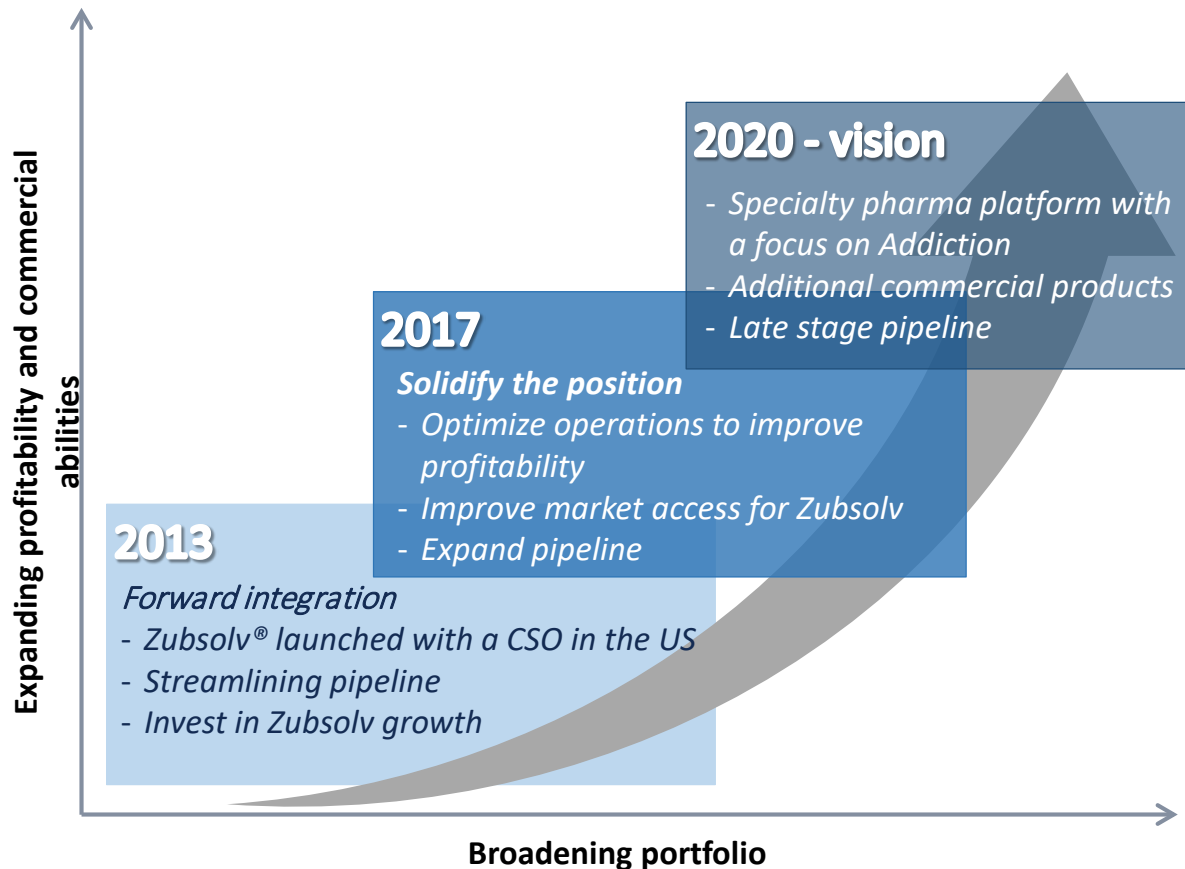 2020 - vision
- Specialty pharma platform with
a focus on Addiction
- Additional commercial products
- Late stage pipeline
2017
Solidify the position
- Optimize operations to improve
profitability
- Improve market access for Zubsolv
- Expand pipeline
2013
Forward integration
- Zubsolv® launched with a CSO in the US
- Streamlining pipeline
- Invest in Zubsolv growth
Expanding profitability and commercial
abilities
Broadening portfolio